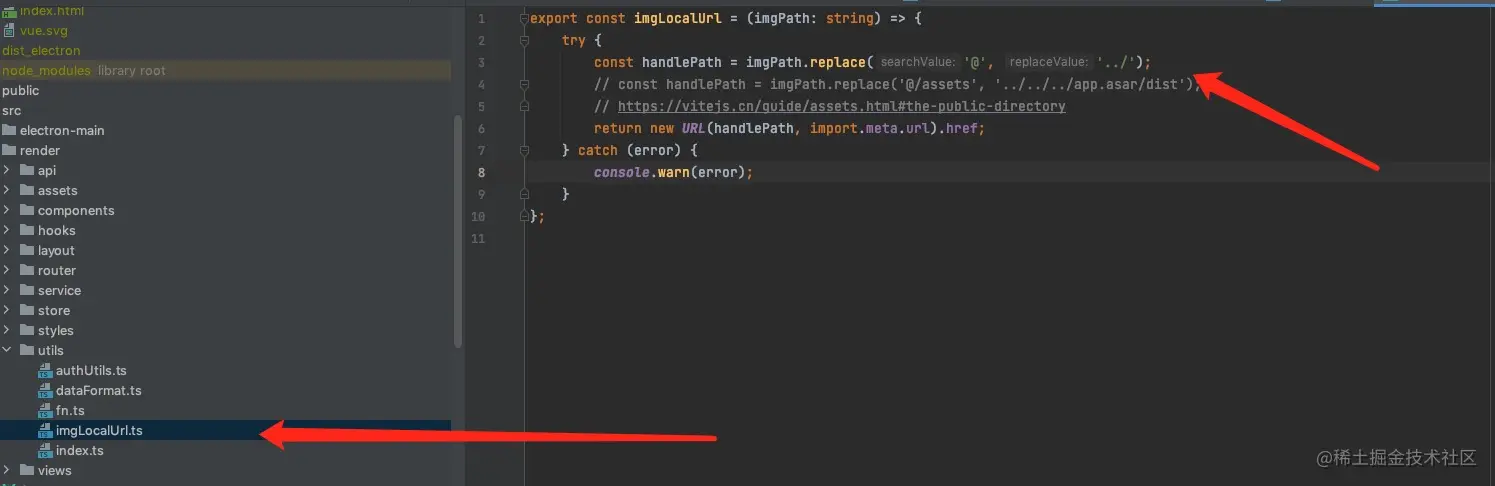 index.html
vue.svg
dist_electron
node_modules library root
public
src
electron-main
render
api
assets
components
hooks
layout
router
service
store
styles
utils
authUtils.ts
dataFormat.ts
fn.ts
imgLocalUrl.ts
index.ts
views
1 export const imgLocalUrl = (imgPath: string) => {
2 try {
3 const handlePath = imgPath.replace( searchValue: '@', replaceValue: '../');
4 // const handlePath = imgPath.replace('@/assets', '../../../app.asar/dist');
5 // https://vitejs.cn/guide/assets.html#the-public-directory
6 return new URL(handlePath, import.meta.url).href;
7 } catch (error) {
8 console.warn(error);
9 }
10 };
11
@稀土掘金技术社区